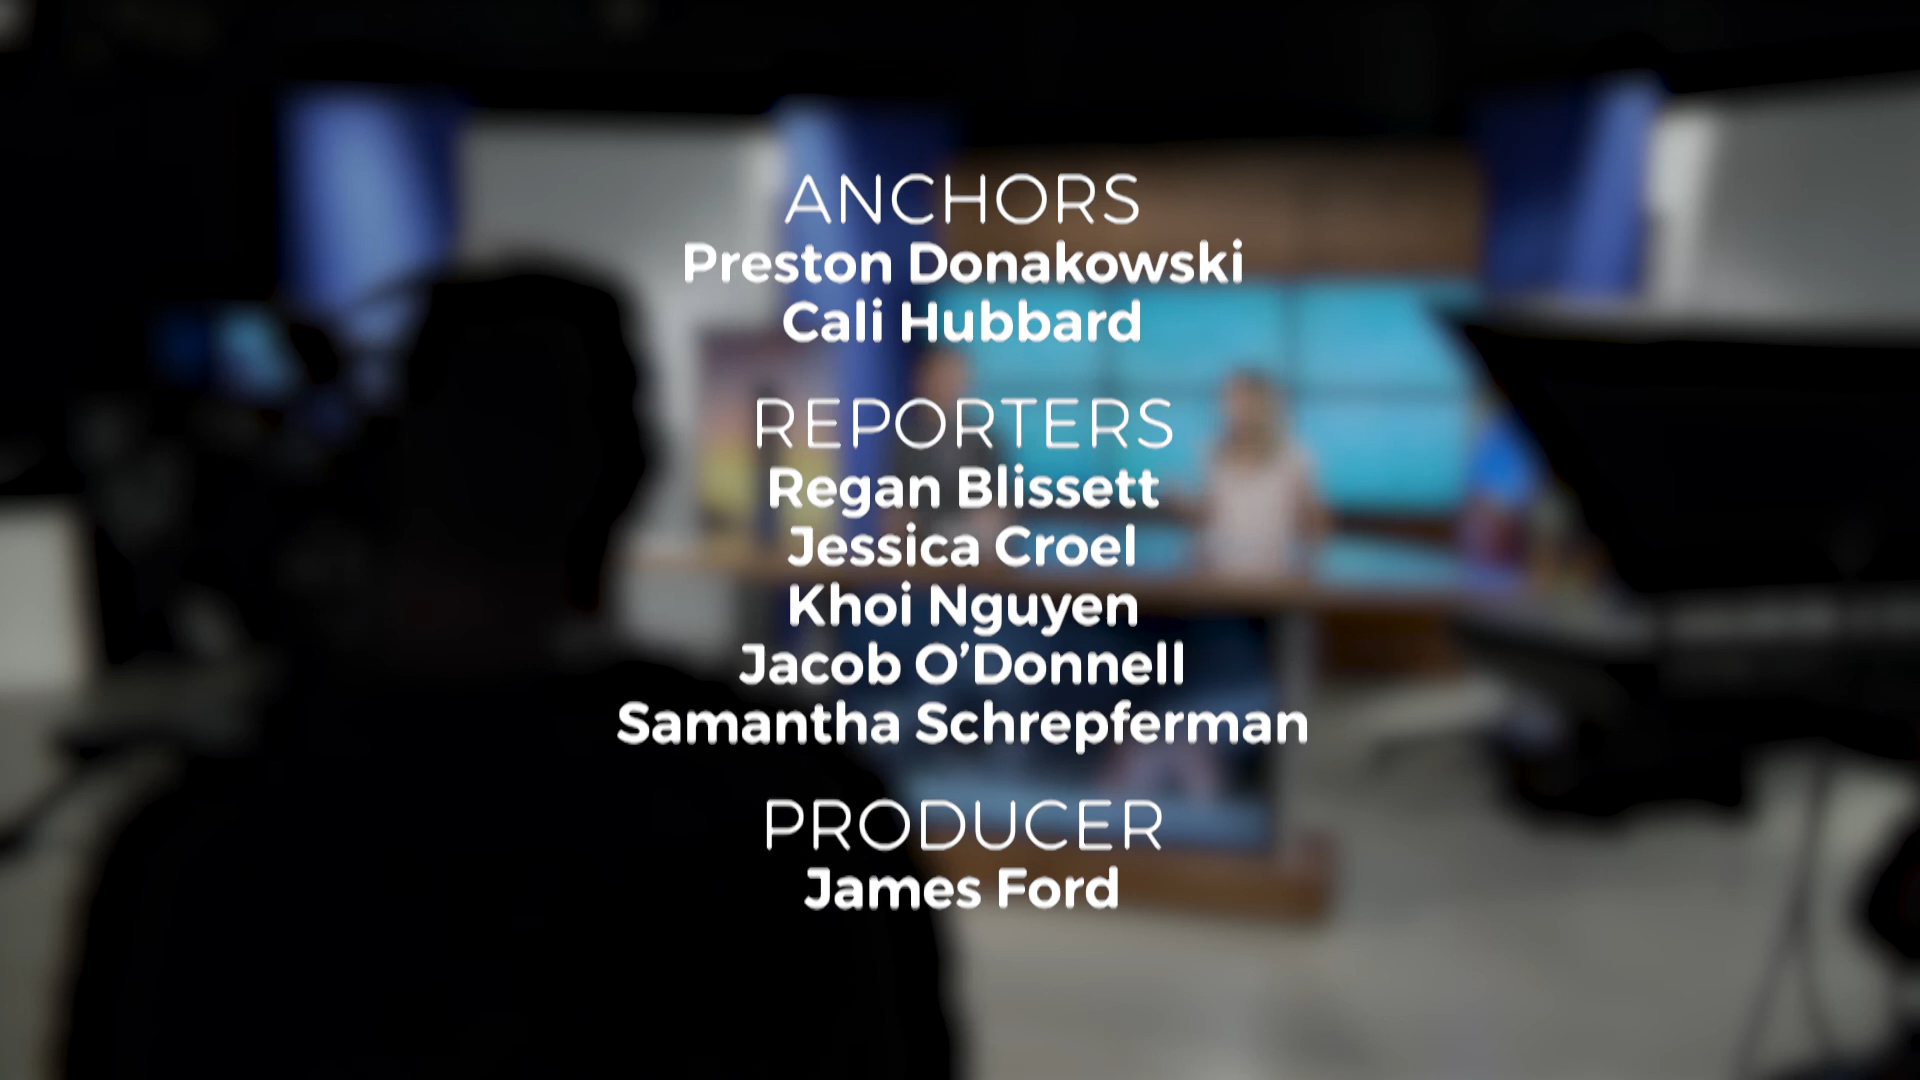 ANCHORS
Preston Donakowski
Cali Hubbard
REPORTERS
Regan Blissett
Jessica Croel
Khoi Nguyen
Jacob O’Donnell
Samantha Schrepferman
PRODUCER
James Ford